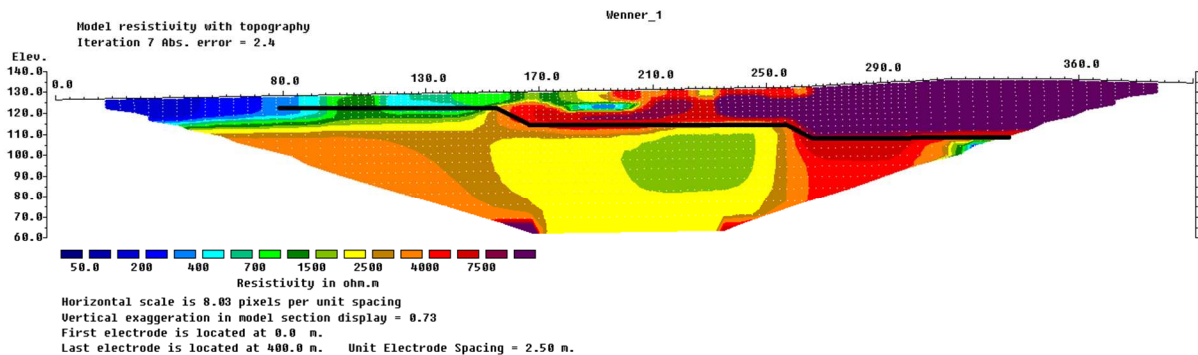 Wenner_1
Model resistivity with topography
Iteration 7 Abs. error = 2.4
Elev.
140.0
130.0
120.0
110.0
100.0
90.0
80.0
70.0
60.0
0.0 80.0 130.0 170.0 210.0 250.0 290.0 360.0
50.0 200 400 700 1500 2500 4000 7500
Resistivity in ohm.m
Horizontal scale is 8.03 pixels per unit spacing
Vertical exaggeration in model section display = 0.73
First electrode is located at 0.0 m.
Last electrode is located at 400.0 m. Unit Electrode Spacing = 2.50 m.